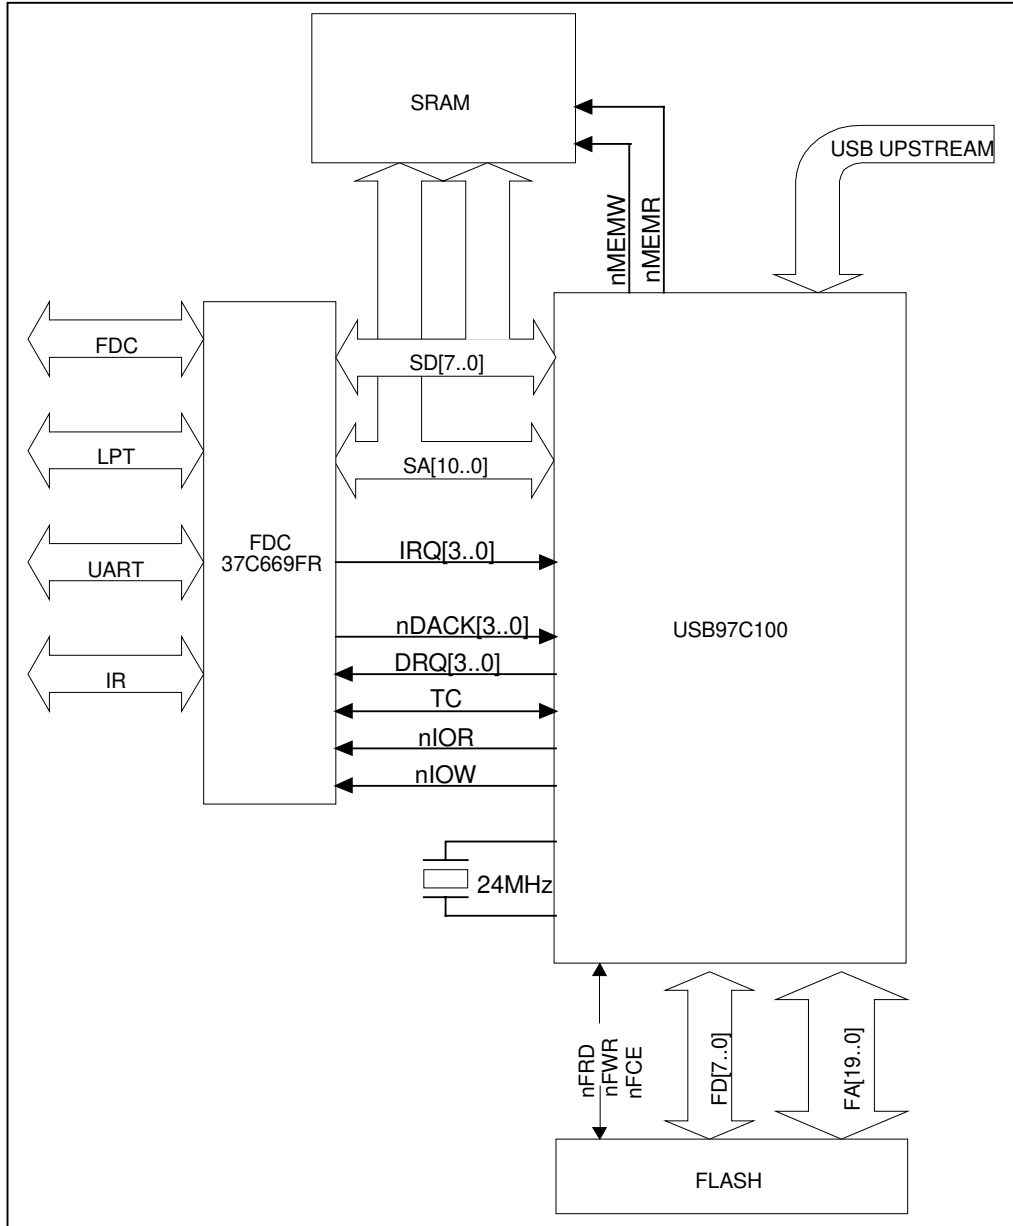 SRAM
USB UPSTREAM
nMEMW
nMEMR
FDC
SD[7..0]
LPT
SA[10..0]
FDC
37C669FR
IRQ[3..0]
UART
nDACK[3..0]
USB97C100
DRQ[3..0]
IR
TC
nIOR
nIOW
24MHz
nFRD
nFWR
nFCE
FD[7..0]
FA[19..0]
FLASH